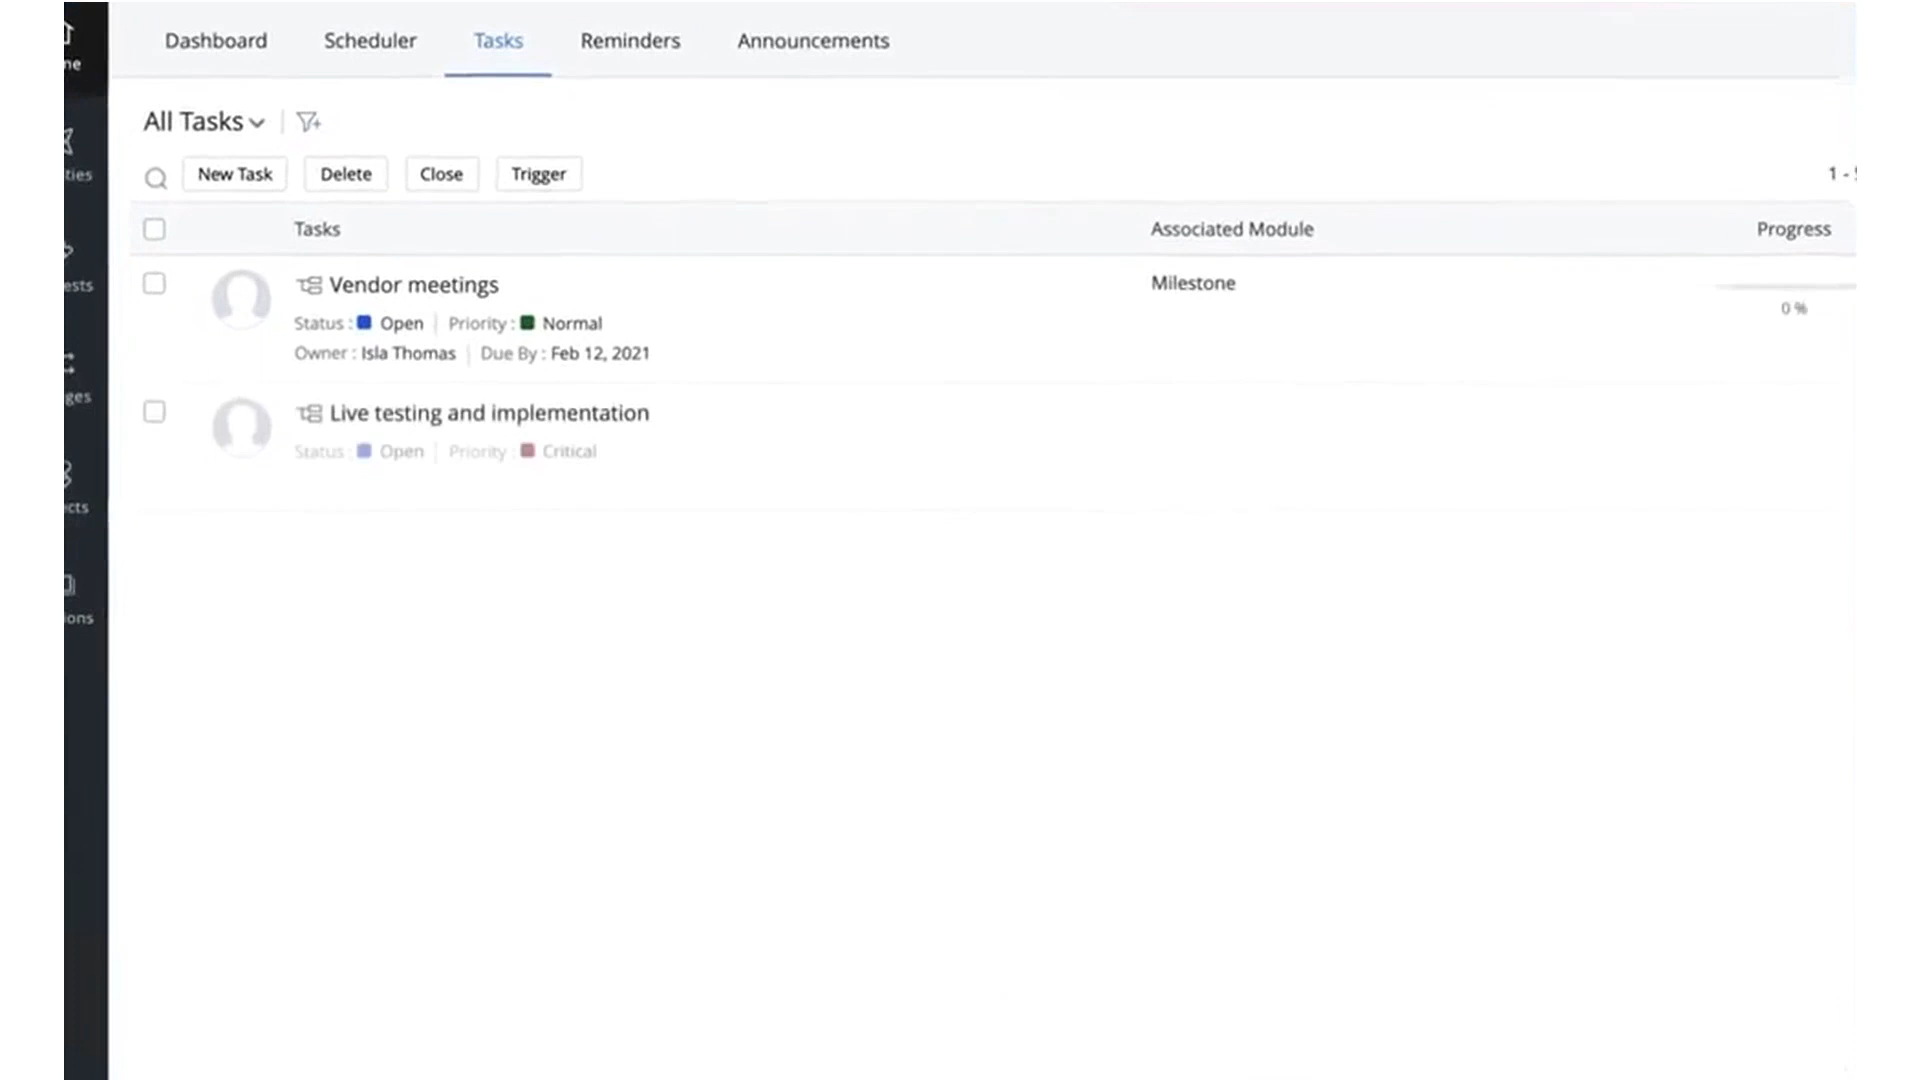 Dashboard Scheduler Tasks Reminders Announcements
ne
All Tasks
ties
New Task Delete Close Trigger
1 -
Tasks Associated Module Progress
Vendor meetings Milestone
ests
0 %
Status : Open Priority : Normal
Owner : Isla Thomas Due By : Feb 12, 2021
ges
Live testing and implementation
Status : Open Priority : Critical
cts
ions